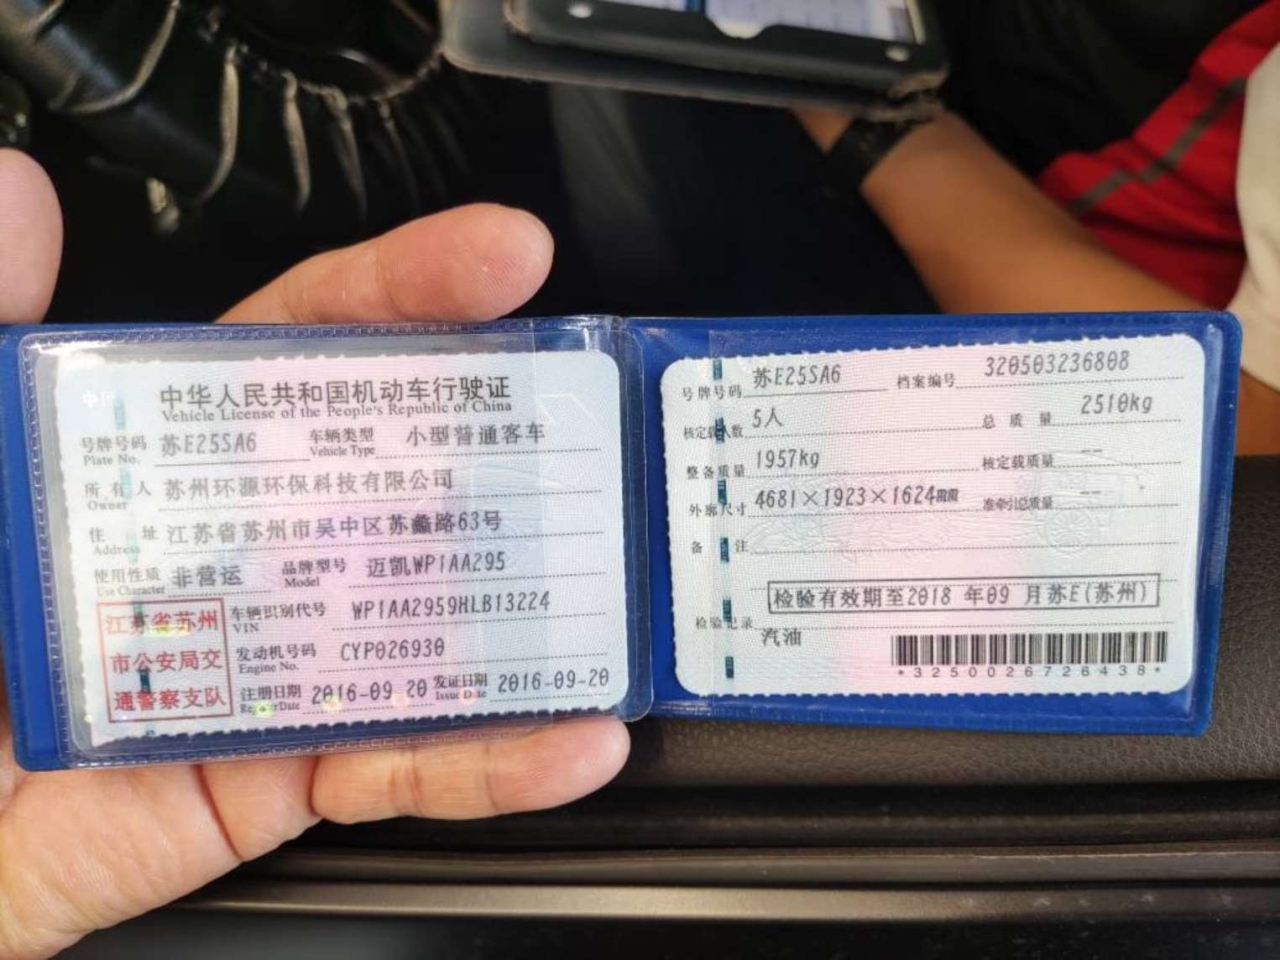 中华人民共和国机动车行驶证
Vehicle License of the People's Republic of China
号牌号码 苏E25SA6 车辆类型 小型普通客车
Plate No. Vehicle Type
所有人 苏州环源环保科技有限公司
Owner
住址 江苏省苏州市吴中区苏蠡路63号
Address
使用性质 非营运 品牌型号 迈凯WP1AA295
Use Character Model
江苏省苏州
市公安局交
通警察支队
车辆识别代号 WP1AA2959HLB13224
VIN
发动机号码 CYP026930
Engine No.
注册日期 2016-09 20 发证日期 2016-09-20
Register Date Issue Date
号牌号码 苏E25SA6 档案编号 320503236808
核定载人数 5人 总质量 2510kg
整备质量 1957kg 核定载质量 --
外廓尺寸 4681×1923×1624mm 准牵引总质量 --
备注
检验有效期至2018 年09 月苏E(苏州)
检验记录
汽油
*3250026726438*